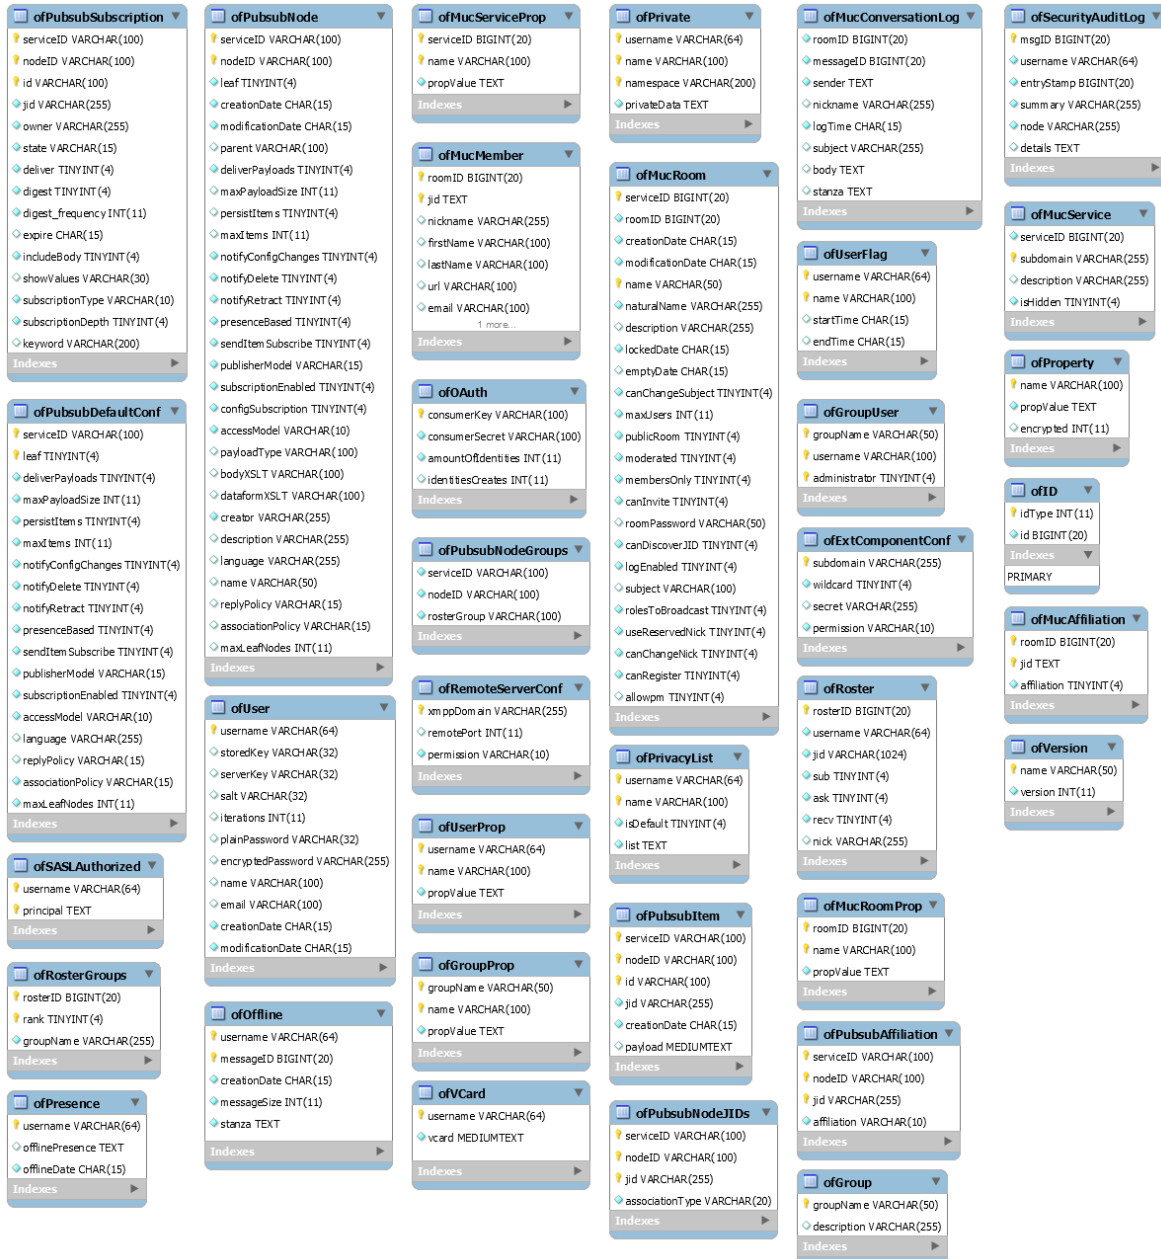 ofPubsubSubscription
serviceID VARCHAR(100)
nodeID VARCHAR(100)
id VARCHAR(100)
jid VARCHAR(255)
owner VARCHAR(255)
state VARCHAR(15)
deliver TINYINT(4)
digest TINYINT(4)
digest_frequency INT(11)
expire CHAR(15)
includeBody TINYINT(4)
showValues VARCHAR(30)
subscriptionType VARCHAR(10)
subscriptionDepth TINYINT(4)
keyword VARCHAR(200)
Indexes
ofPubsubDefaultConf
serviceID VARCHAR(100)
leaf TINYINT(4)
deliverPayloads TINYINT(4)
maxPayloadSize INT(11)
persistItems TINYINT(4)
maxItems INT(11)
notifyConfigChanges TINYINT(4)
notifyDelete TINYINT(4)
notifyRetract TINYINT(4)
presenceBased TINYINT(4)
sendItemSubscribe TINYINT(4)
publisherModel VARCHAR(15)
subscriptionEnabled TINYINT(4)
accessModel VARCHAR(10)
language VARCHAR(255)
replyPolicy VARCHAR(15)
associationPolicy VARCHAR(15)
maxLeafNodes INT(11)
Indexes
ofSASLAuthorized
username VARCHAR(64)
principal TEXT
Indexes
ofRosterGroups
rosterID BIGINT(20)
rank TINYINT(4)
groupName VARCHAR(255)
Indexes
ofPresence
username VARCHAR(64)
offlinePresence TEXT
offlineDate CHAR(15)
Indexes
ofPubsubNode
serviceID VARCHAR(100)
nodeID VARCHAR(100)
leaf TINYINT(4)
creationDate CHAR(15)
modificationDate CHAR(15)
parent VARCHAR(100)
deliverPayloads TINYINT(4)
maxPayloadSize INT(11)
persistItems TINYINT(4)
maxItems INT(11)
notifyConfigChanges TINYINT(4)
notifyDelete TINYINT(4)
notifyRetract TINYINT(4)
presenceBased TINYINT(4)
sendItemSubscribe TINYINT(4)
publisherModel VARCHAR(15)
subscriptionEnabled TINYINT(4)
configSubscription TINYINT(4)
accessModel VARCHAR(10)
payloadType VARCHAR(100)
bodyXSLT VARCHAR(100)
dataformXSLT VARCHAR(100)
creator VARCHAR(255)
description VARCHAR(255)
language VARCHAR(255)
name VARCHAR(50)
replyPolicy VARCHAR(15)
associationPolicy VARCHAR(15)
maxLeafNodes INT(11)
Indexes
ofUser
username VARCHAR(64)
storedKey VARCHAR(32)
serverKey VARCHAR(32)
salt VARCHAR(32)
iterations INT(11)
plainPassword VARCHAR(32)
encryptedPassword VARCHAR(255)
name VARCHAR(100)
email VARCHAR(100)
creationDate CHAR(15)
modificationDate CHAR(15)
Indexes
ofOffline
username VARCHAR(64)
messageID BIGINT(20)
creationDate CHAR(15)
messageSize INT(11)
stanza TEXT
Indexes
ofMucServiceProp
serviceID BIGINT(20)
name VARCHAR(100)
propValue TEXT
Indexes
ofMucMember
roomID BIGINT(20)
jid TEXT
nickname VARCHAR(255)
firstName VARCHAR(100)
lastName VARCHAR(100)
url VARCHAR(100)
email VARCHAR(100)
1 more...
Indexes
ofOAuth
consumerKey VARCHAR(100)
consumerSecret VARCHAR(100)
amountOfIdentities INT(11)
identitiesCreates INT(11)
Indexes
ofPubsubNodeGroups
serviceID VARCHAR(100)
nodeID VARCHAR(100)
rosterGroup VARCHAR(100)
Indexes
ofRemoteServerConf
xmppDomain VARCHAR(255)
remotePort INT(11)
permission VARCHAR(10)
Indexes
ofUserProp
username VARCHAR(64)
name VARCHAR(100)
propValue TEXT
Indexes
ofGroupProp
groupName VARCHAR(50)
name VARCHAR(100)
propValue TEXT
Indexes
ofVCard
username VARCHAR(64)
vcard MEDIUMTEXT
Indexes
ofPrivate
username VARCHAR(64)
name VARCHAR(100)
namespace VARCHAR(200)
privateData TEXT
Indexes
ofMucRoom
serviceID BIGINT(20)
roomID BIGINT(20)
creationDate CHAR(15)
modificationDate CHAR(15)
name VARCHAR(50)
naturalName VARCHAR(255)
description VARCHAR(255)
lockedDate CHAR(15)
emptyDate CHAR(15)
canChangeSubject TINYINT(4)
maxUsers INT(11)
publicRoom TINYINT(4)
moderated TINYINT(4)
membersOnly TINYINT(4)
canInvite TINYINT(4)
roomPassword VARCHAR(50)
canDiscoverJID TINYINT(4)
logEnabled TINYINT(4)
subject VARCHAR(100)
rolesToBroadcast TINYINT(4)
useReservedNick TINYINT(4)
canChangeNick TINYINT(4)
canRegister TINYINT(4)
allowpm TINYINT(4)
Indexes
ofPrivacyList
username VARCHAR(64)
name VARCHAR(100)
isDefault TINYINT(4)
list TEXT
Indexes
ofPubsubItem
serviceID VARCHAR(100)
nodeID VARCHAR(100)
id VARCHAR(100)
jid VARCHAR(255)
creationDate CHAR(15)
payload MEDIUMTEXT
Indexes
ofPubsubNodeJIDs
serviceID VARCHAR(100)
nodeID VARCHAR(100)
jid VARCHAR(255)
associationType VARCHAR(20)
Indexes
ofMucConversationLog
roomID BIGINT(20)
messageID BIGINT(20)
sender TEXT
nickname VARCHAR(255)
logTime CHAR(15)
subject VARCHAR(255)
body TEXT
stanza TEXT
Indexes
ofUserFlag
username VARCHAR(64)
name VARCHAR(100)
startTime CHAR(15)
endTime CHAR(15)
Indexes
ofGroupUser
groupName VARCHAR(50)
username VARCHAR(100)
administrator TINYINT(4)
Indexes
ofExtComponentConf
subdomain VARCHAR(255)
wildcard TINYINT(4)
secret VARCHAR(255)
permission VARCHAR(10)
Indexes
ofRoster
rosterID BIGINT(20)
username VARCHAR(64)
jid VARCHAR(1024)
sub TINYINT(4)
ask TINYINT(4)
recv TINYINT(4)
nick VARCHAR(255)
Indexes
ofMucRoomProp
roomID BIGINT(20)
name VARCHAR(100)
propValue TEXT
Indexes
ofPubsubAffiliation
serviceID VARCHAR(100)
nodeID VARCHAR(100)
jid VARCHAR(255)
affiliation VARCHAR(10)
Indexes
ofGroup
groupName VARCHAR(50)
description VARCHAR(255)
Indexes
ofSecurityAuditLog
msgID BIGINT(20)
username VARCHAR(64)
entryStamp BIGINT(20)
summary VARCHAR(255)
node VARCHAR(255)
details TEXT
Indexes
ofMucService
serviceID BIGINT(20)
subdomain VARCHAR(255)
description VARCHAR(255)
isHidden TINYINT(4)
Indexes
ofProperty
name VARCHAR(100)
propValue TEXT
encrypted INT(11)
Indexes
ofID
idType INT(11)
id BIGINT(20)
Indexes
PRIMARY
ofMucAffiliation
roomID BIGINT(20)
jid TEXT
affiliation TINYINT(4)
Indexes
ofVersion
name VARCHAR(50)
version INT(11)
Indexes